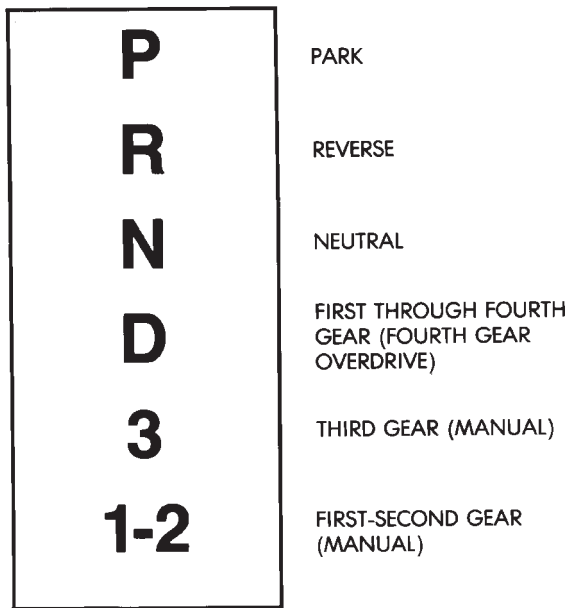 P PARK
R REVERSE
N NEUTRAL
D FIRST THROUGH FOURTH
GEAR (FOURTH GEAR
OVERDRIVE)
3 THIRD GEAR (MANUAL)
1-2 FIRST-SECOND GEAR
(MANUAL)